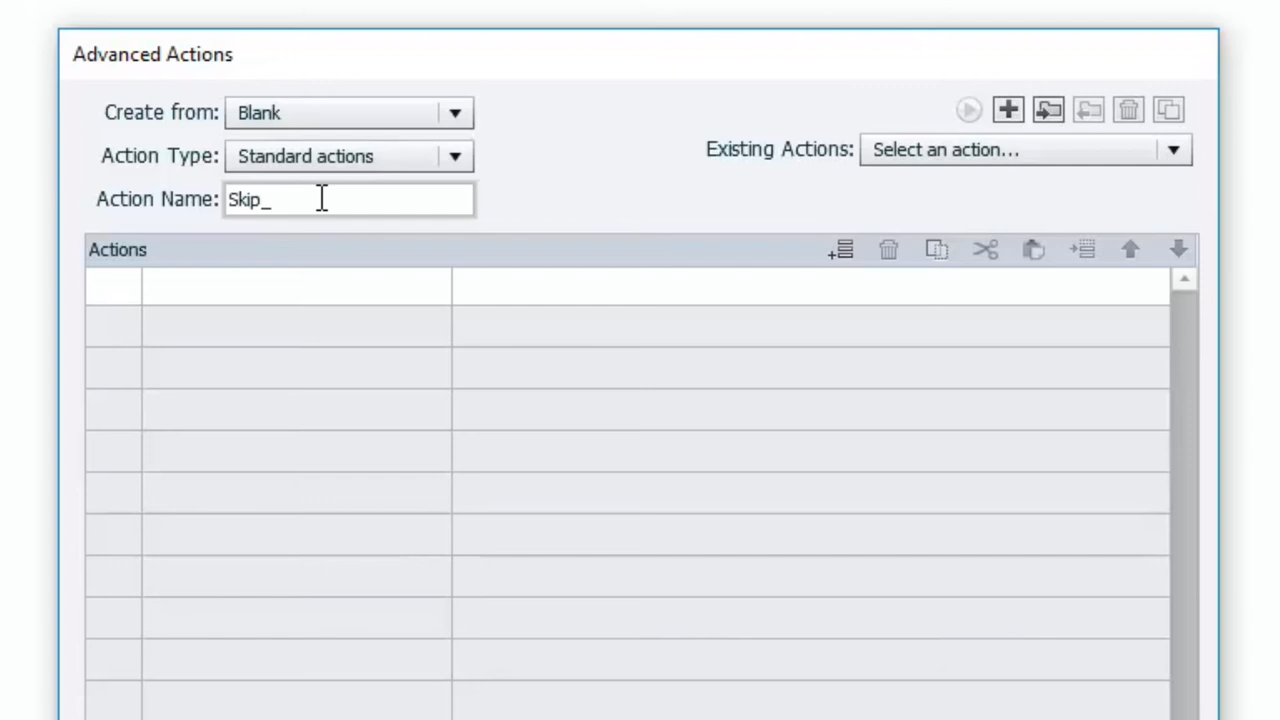 Advanced Actions
Create from: Blank
Action Type: Standard actions
Existing Actions: Select an action...
Action Name: Skip_
Actions